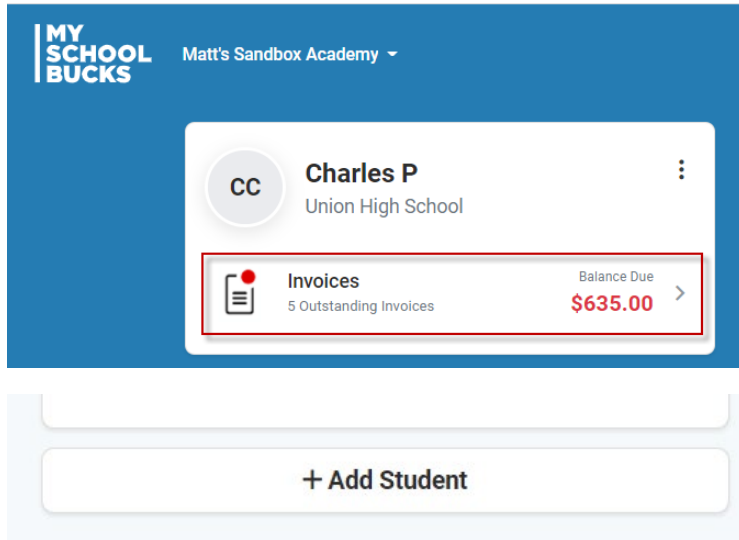 MY
SCHOOL
BUCKS
Matt's Sandbox Academy
CC
Charles P
Union High School
Invoices
5 Outstanding Invoices
Balance Due
$635.00
+ Add Student